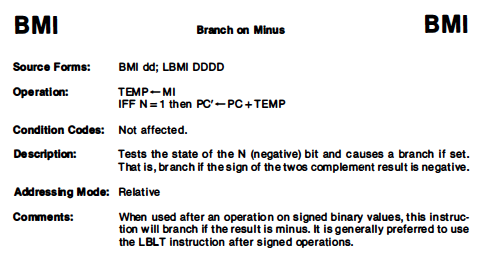 BMI Branch on Minus BMI
Source Forms: BMI dd; LBMI DDDD
Operation: TEMP←MI
IFF N=1 then PC'←PC+TEMP
Condition Codes: Not affected.
Description: Tests the state of the N (negative) bit and causes a branch if set.
That is, branch if the sign of the twos complement result is negative.
Addressing Mode: Relative
Comments: When used after an operation on signed binary values, this instruc-
tion will branch if the result is minus. It is generally preferred to use
the LBLT instruction after signed operations.